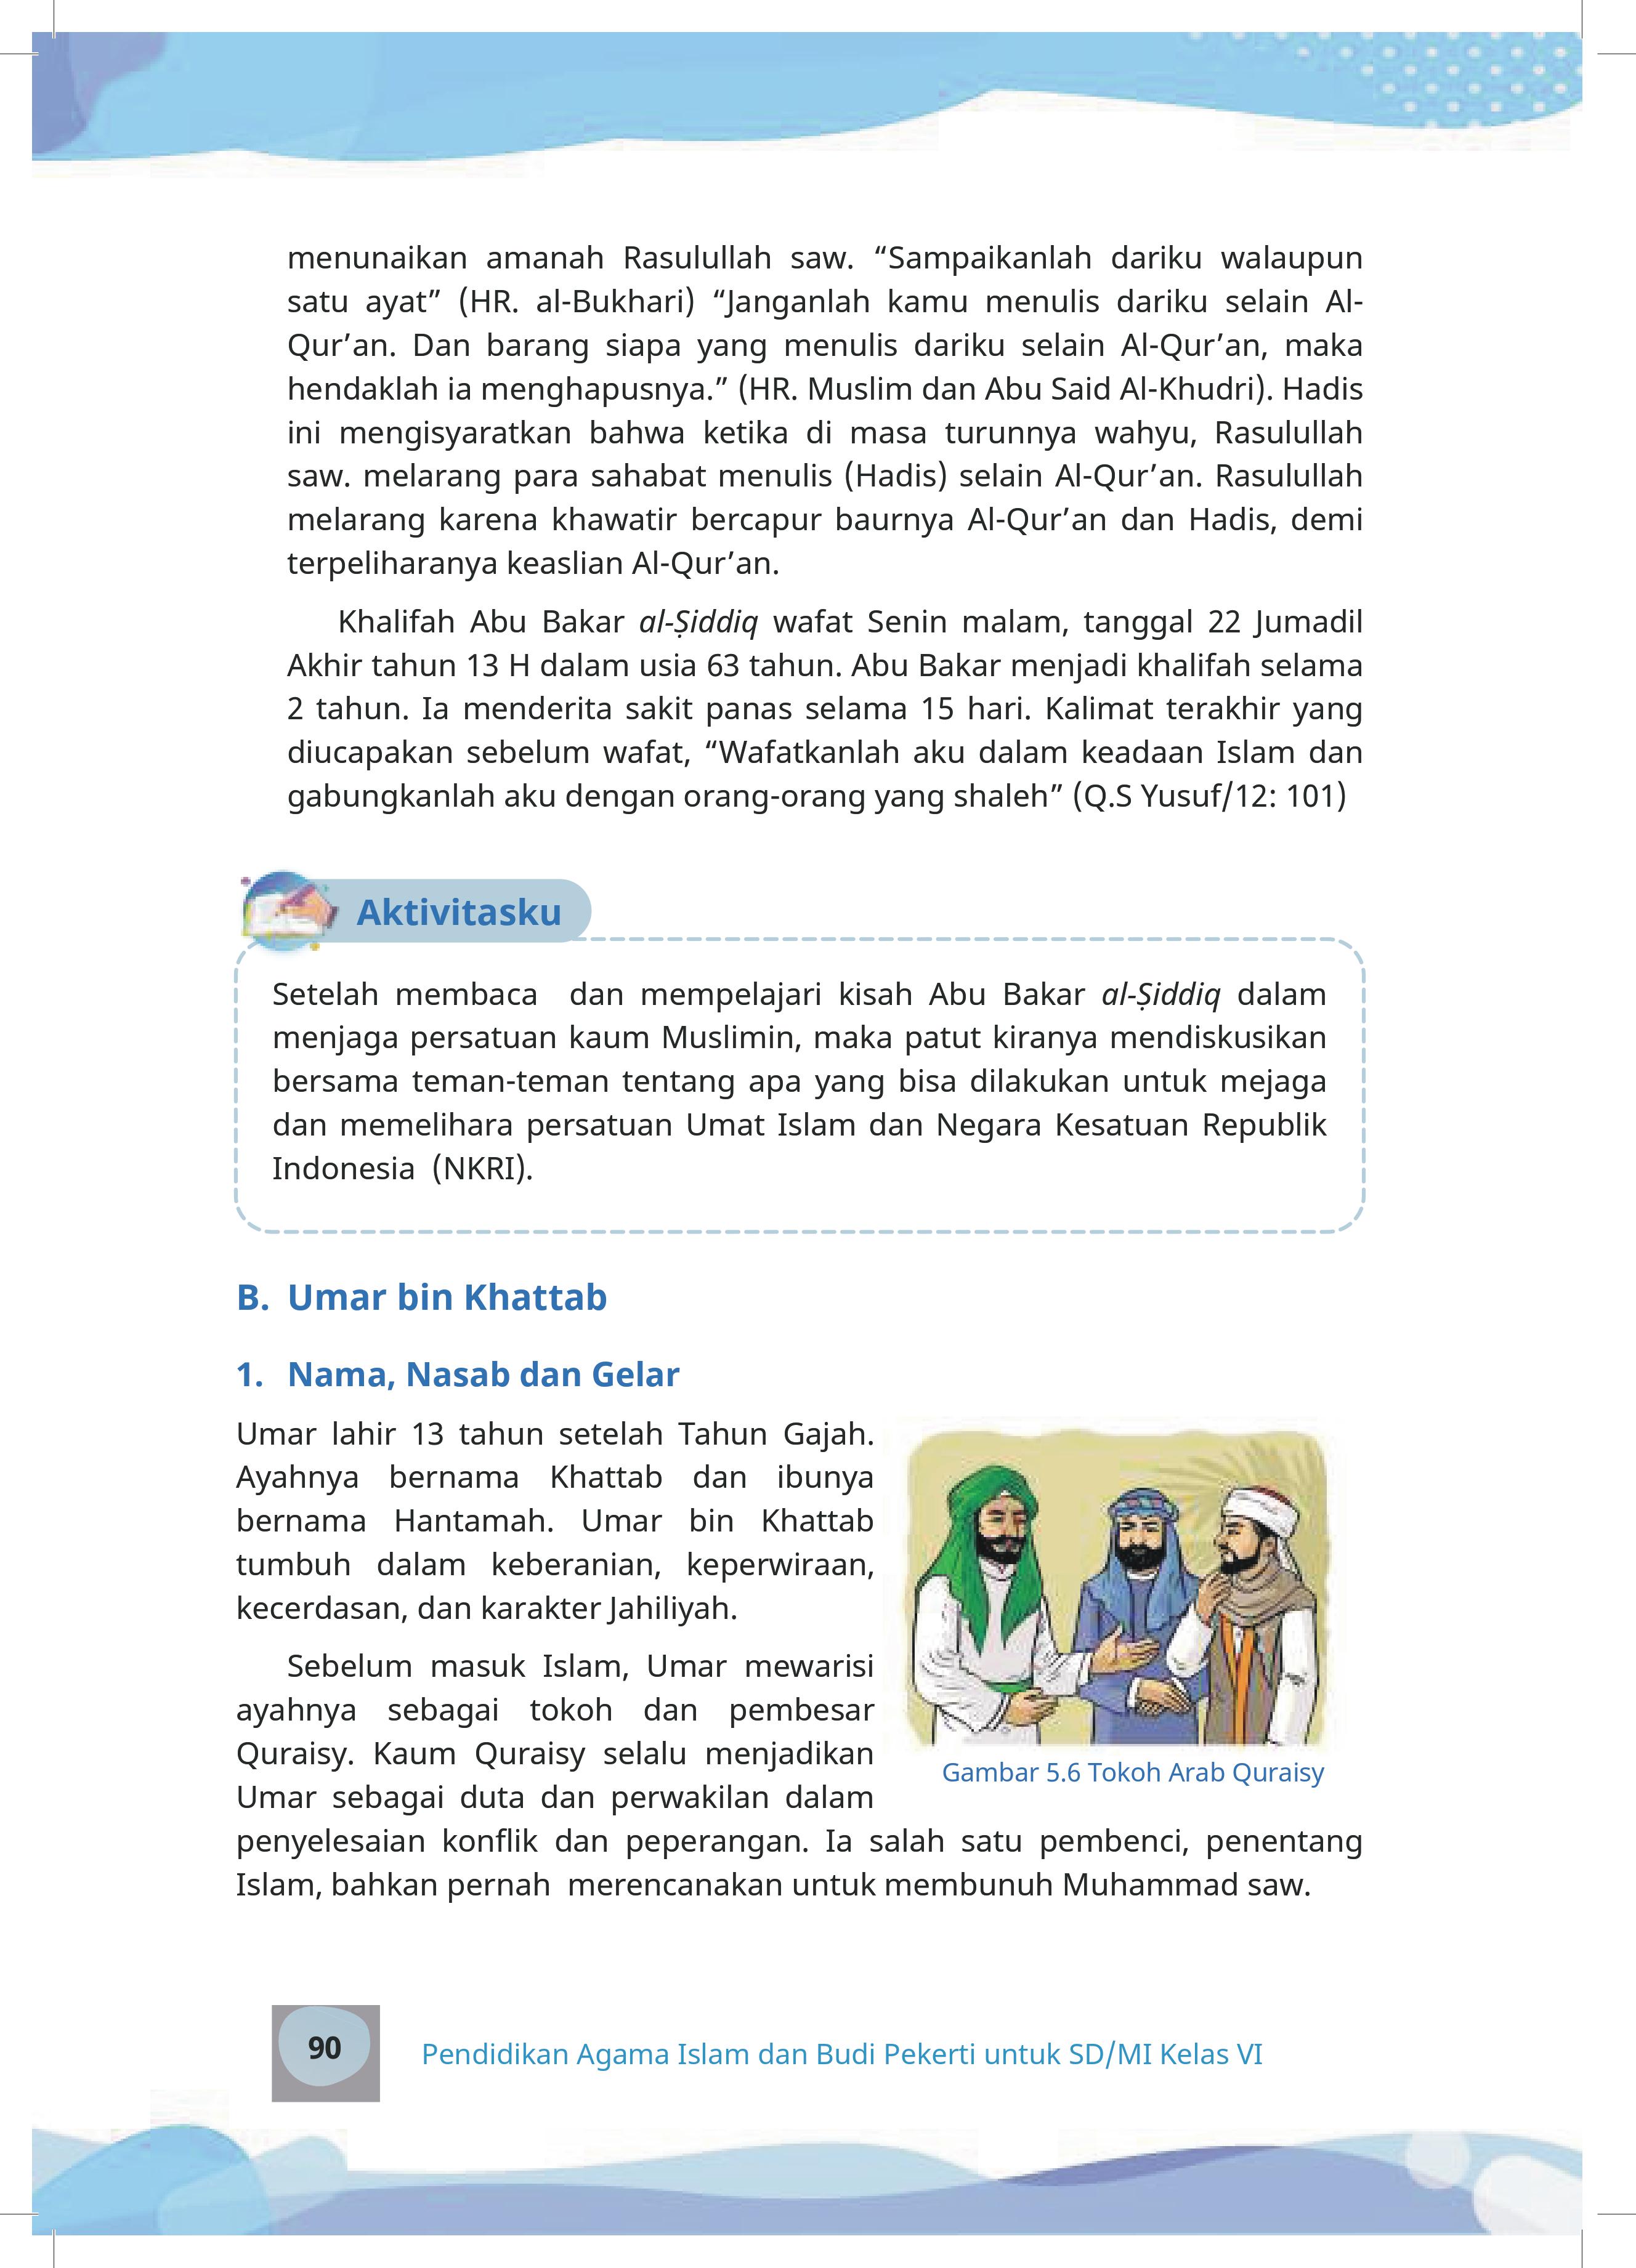 menunaikan amanah Rasulullah saw. “Sampaikanlah dariku walaupun
satu ayat” (HR. al-Bukhari) “Janganlah kamu menulis dariku selain Al-
Qur’an. Dan barang siapa yang menulis dariku selain Al-Qur’an, maka
hendaklah ia menghapusnya.” (HR. Muslim dan Abu Said Al-Khudri). Hadis
ini mengisyaratkan bahwa ketika di masa turunnya wahyu, Rasulullah
saw. melarang para sahabat menulis (Hadis) selain Al-Qur’an. Rasulullah
melarang karena khawatir bercapur baurnya Al-Qur’an dan Hadis, demi
terpeliharanya keaslian Al-Qur’an.
Khalifah Abu Bakar al-Ṣiddiq wafat Senin malam, tanggal 22 Jumadil
Akhir tahun 13 H dalam usia 63 tahun. Abu Bakar menjadi khalifah selama
2 tahun. Ia menderita sakit panas selama 15 hari. Kalimat terakhir yang
diucapakan sebelum wafat, “Wafatkanlah aku dalam keadaan Islam dan
gabungkanlah aku dengan orang-orang yang shaleh” (Q.S Yusuf/12: 101)
Aktivitasku
Setelah membaca dan mempelajari kisah Abu Bakar al-Ṣiddiq dalam
menjaga persatuan kaum Muslimin, maka patut kiranya mendiskusikan
bersama teman-teman tentang apa yang bisa dilakukan untuk mejaga
dan memelihara persatuan Umat Islam dan Negara Kesatuan Republik
Indonesia (NKRI).
B. Umar bin Khattab
1. Nama, Nasab dan Gelar
Umar lahir 13 tahun setelah Tahun Gajah.
Ayahnya bernama Khattab dan ibunya
bernama Hantamah. Umar bin Khattab
tumbuh dalam keberanian, keperwiraan,
kecerdasan, dan karakter Jahiliyah.
Sebelum masuk Islam, Umar mewarisi
ayahnya sebagai tokoh dan pembesar
Quraisy. Kaum Quraisy selalu menjadikan
Umar sebagai duta dan perwakilan dalam
penyelesaian konflik dan peperangan. Ia salah satu pembenci, penentang
Islam, bahkan pernah merencanakan untuk membunuh Muhammad saw.
Gambar 5.6 Tokoh Arab Quraisy
90
Pendidikan Agama Islam dan Budi Pekerti untuk SD/MI Kelas VI